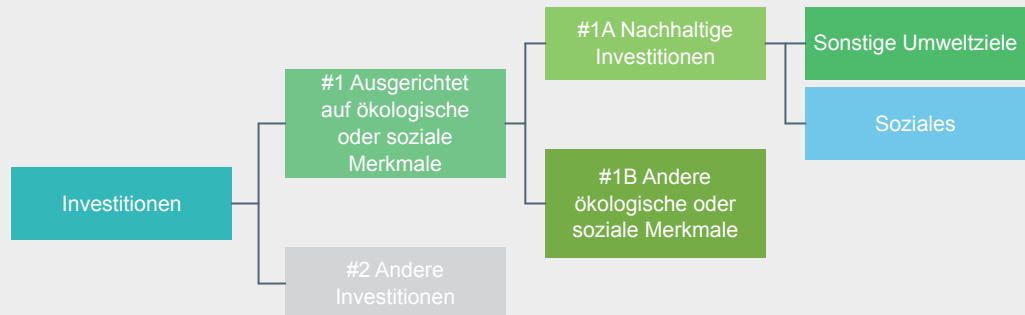 Investitionen
#1 Ausgerichtet
auf ökologische
oder soziale
Merkmale
#2 Andere
Investitionen
#1A Nachhaltige
Investitionen
#1B Andere
ökologische oder
soziale Merkmale
Sonstige Umweltziele
Soziales